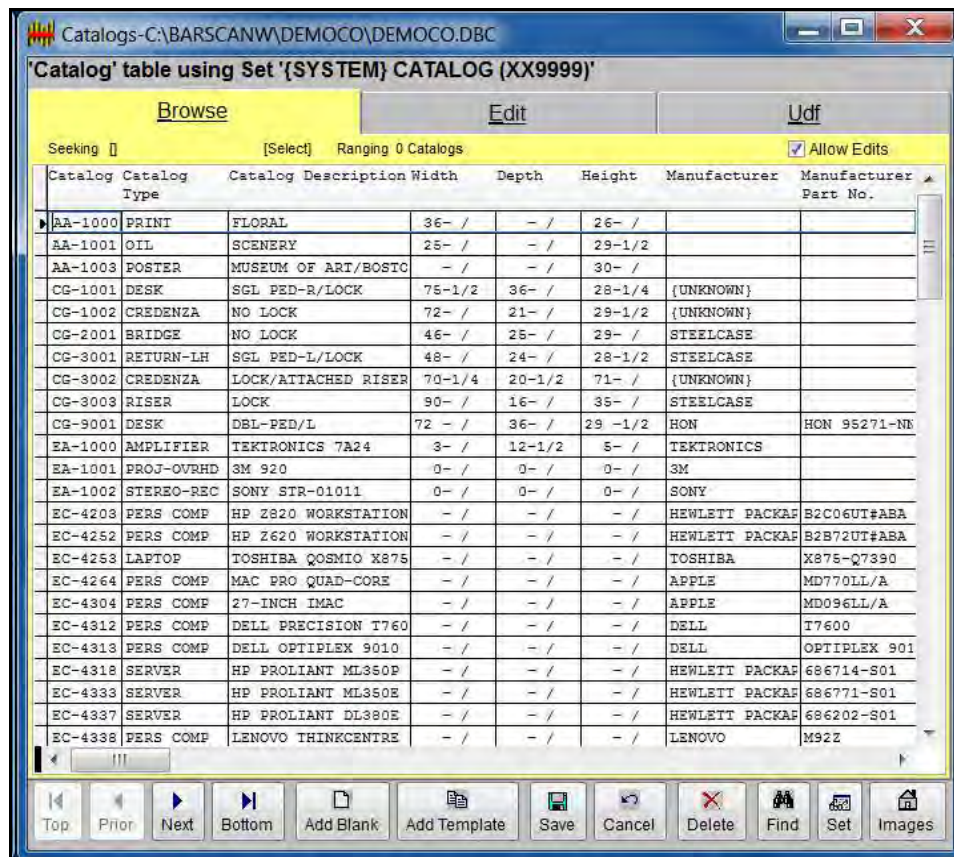 Catalogs-C:\BARSCANW\DEMOCO\DEMOCO.DBC
'Catalog' table using Set '{SYSTEM} CATALOG (XX9999)'
Browse Edit Udf
Seeking [] [Select] Ranging 0 Catalogs Allow Edits
Catalog Catalog Catalog Description Width Depth Height Manufacturer Manufacturer
Type Part No.
AA-1000 PRINT FLORAL 36- / - / 26- /
AA-1001 OIL SCENERY 25- / - / 29-1/2
AA-1003 POSTER MUSEUM OF ART/BOSTO - / - / 30- /
CG-1001 DESK SGL PED-R/LOCK 75-1/2 36- / 28-1/4 {UNKNOWN}
CG-1002 CREDENZA NO LOCK 72- / 21- / 29-1/2 {UNKNOWN}
CG-2001 BRIDGE NO LOCK 46- / 25- / 29- / STEELCASE
CG-3001 RETURN-LH SGL PED-L/LOCK 48- / 24- / 28-1/2 STEELCASE
CG-3002 CREDENZA LOCK/ATTACHED RISER 70-1/4 20-1/2 71- / {UNKNOWN}
CG-3003 RISER LOCK 90- / 16- / 35- / STEELCASE
CG-9001 DESK DBL-PED/L 72 - / 36- / 29 -1/2 HON HON 95271-NN
EA-1000 AMPLIFIER TEKTRONICS 7A24 3- / 12-1/2 5- / TEKTRONICS
EA-1001 PROJ-OVRHD 3M 920 0- / 0- / 0- / 3M
EA-1002 STEREO-REC SONY STR-01011 0- / 0- / 0- / SONY
EC-4203 PERS COMP HP Z820 WORKSTATION - / - / - / HEWLETT PACKAR B2C06UT#ABA
EC-4252 PERS COMP HP Z620 WORKSTATION - / - / - / HEWLETT PACKAR B2B72UT#ABA
EC-4253 LAPTOP TOSHIBA QOSMIO X875 - / - / - / TOSHIBA X875-Q7390
EC-4264 PERS COMP MAC PRO QUAD-CORE - / - / - / APPLE MD770LL/A
EC-4304 PERS COMP 27-INCH IMAC - / - / - / APPLE MD096LL/A
EC-4312 PERS COMP DELL PRECISION T760 - / - / - / DELL T7600
EC-4313 PERS COMP DELL OPTIPLEX 9010 - / - / - / DELL OPTIPLEX 901
EC-4318 SERVER HP PROLIANT ML350P - / - / - / HEWLETT PACKAR 686714-S01
EC-4333 SERVER HP PROLIANT ML350E - / - / - / HEWLETT PACKAR 686771-S01
EC-4337 SERVER HP PROLIANT DL380E - / - / - / HEWLETT PACKAR 686202-S01
EC-4338 PERS COMP LENOVO THINKCENTRE - / - / - / LENOVO M92Z
Top Prior Next Bottom Add Blank Add Template Save Cancel Delete Find Set Images